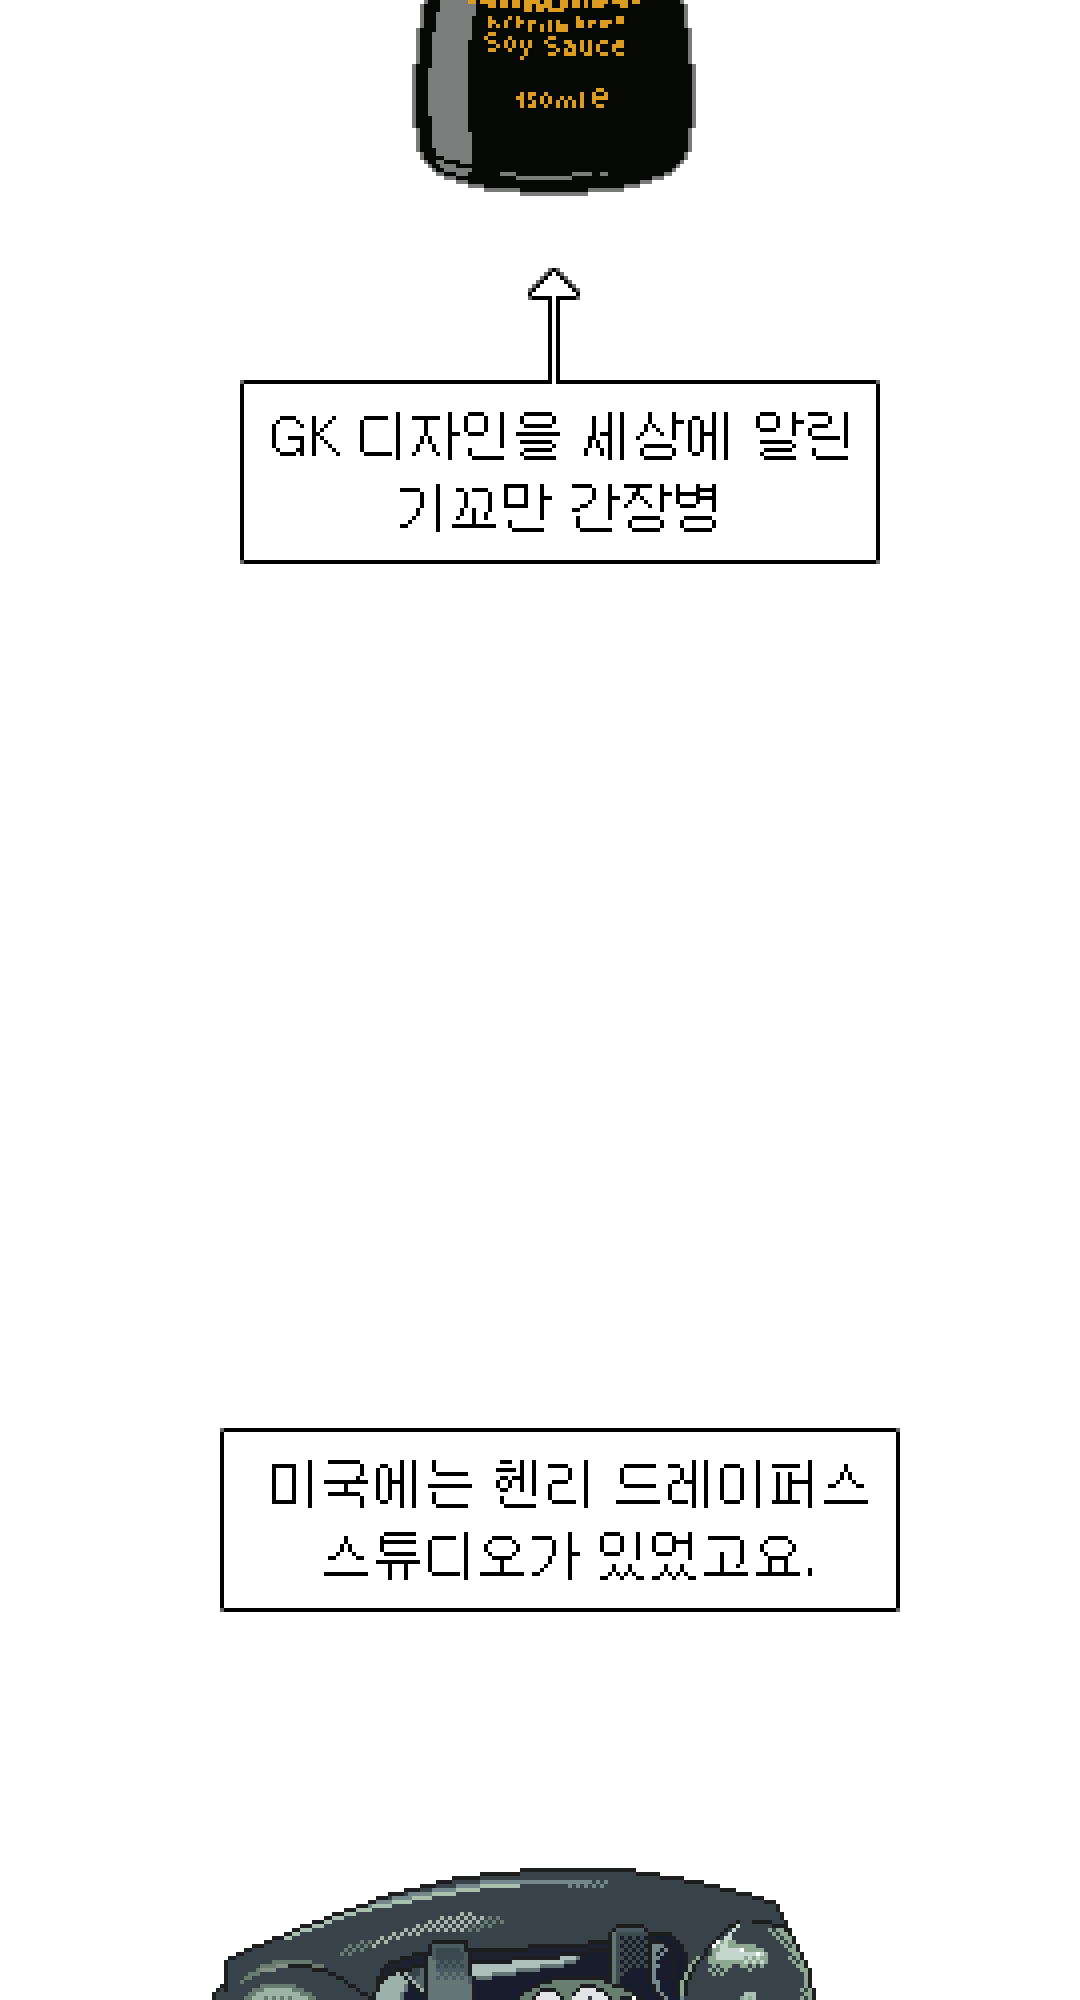 Soy Sauce
150ml e
GK 디자인을 세상에 알린
기꼬만 간장병
미국에는 헨리 드레이퍼스
스튜디오가 있었고요.